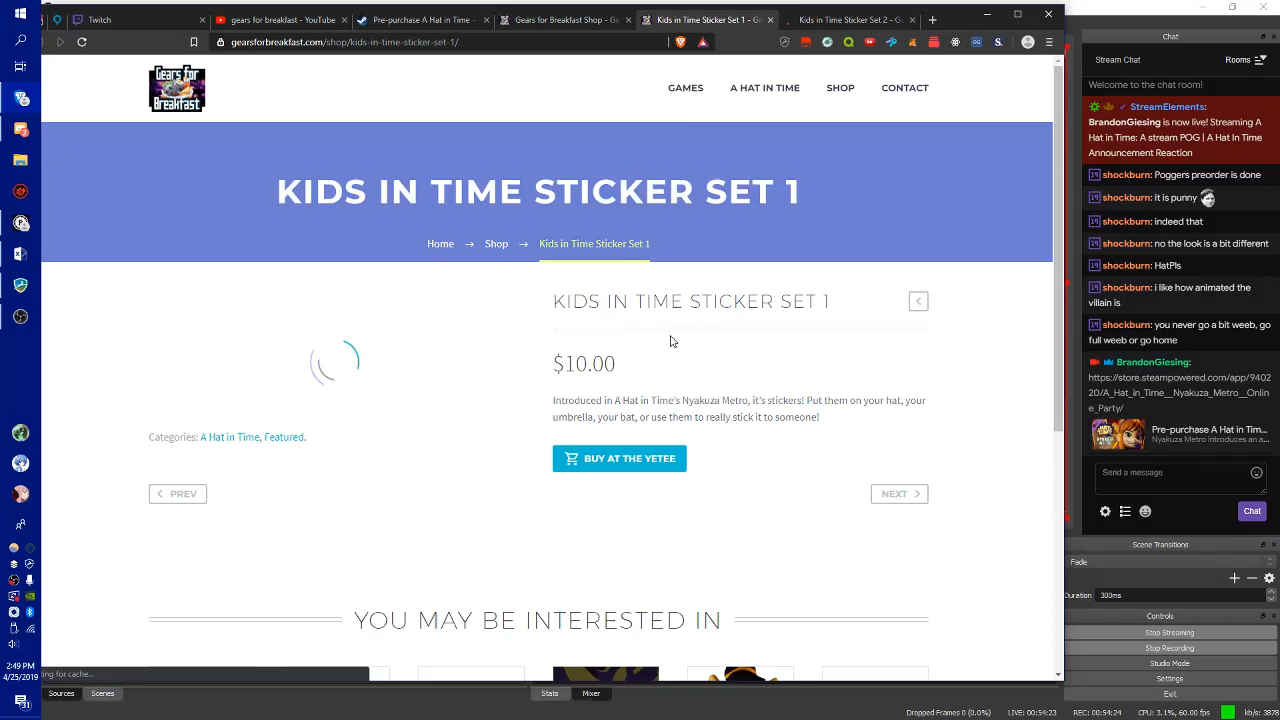 Twitch
gears for breakfast - YouTube
Pre-purchase A Hat in Time -
Gears for Breakfast Shop - Ge
Kids in Time Sticker Set 1 - Ge
Kids in Time Sticker Set 2 - Ge
gearsforbreakfast.com/shop/kids-in-time-sticker-set-1/
Gears for
Breakfast
GAMES
A HAT IN TIME
SHOP
CONTACT
KIDS IN TIME STICKER SET 1
Home → Shop → Kids in Time Sticker Set 1
KIDS IN TIME STICKER SET 1
$10.00
Introduced in A Hat in Time's Nyakuza Metro, it's stickers! Put them on your hat, your
umbrella, your bat, or use them to really stick it to someone!
Categories: A Hat in Time, Featured.
BUY AT THE YETEE
PREV
NEXT
YOU MAY BE INTERESTED IN
ing for cache...
Sources
Scenes
Stats
Mixer
2:49 PM
4/25/2019
Chat
Stream Chat
Rooms
Welcome to the chat room!
StreamElements:
BrandonGiesing is now live! Streaming A
Hat in Time: A stream POG | A Hat In Time
Announcement Reaction
shockburn: Poggers preorder is done
shockburn: it is punny
shockburn: indeed that
shockburn: no the look is a bit different
shockburn: HatPls
shockburn: i like how animated the
villain is
shockburn: you never go a bit weeb, go
full weeb or go home
BrandonGiesing:
https://store.steampowered.com/app/9402
20/A_Hat_in_Time__Nyakuza_Metro__Onlin
e_Party/
Pre-purchase A Hat in Tim...
Nyakuza Metro introduces an a...
Send a message
Chat
Scene Transitions
Fade
Duration
300ms
Controls
Stop Streaming
Stop Recording
Studio Mode
Settings
Exit
Dropped Frames 0 (0.0%)
LIVE: 00:54:23
REC: 00:54:24
CPU: 3.1%, 60.00 fps
kb/s: 3878